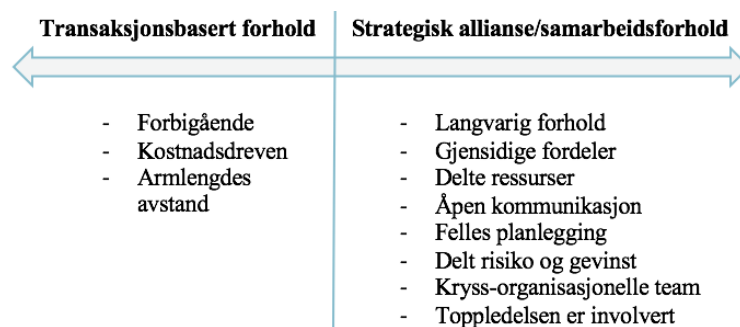 Transaksjonsbasert forhold
- Forbigående
- Kostnadsdreven
- Armlengdes
avstand
Strategisk allianse/samarbeidsforhold
- Langvarig forhold
- Gjensidige fordeler
- Delte ressurser
- Åpen kommunikasjon
- Felles planlegging
- Delt risiko og gevinst
- Kryss-organisasjonelle team
- Toppledelsen er involvert